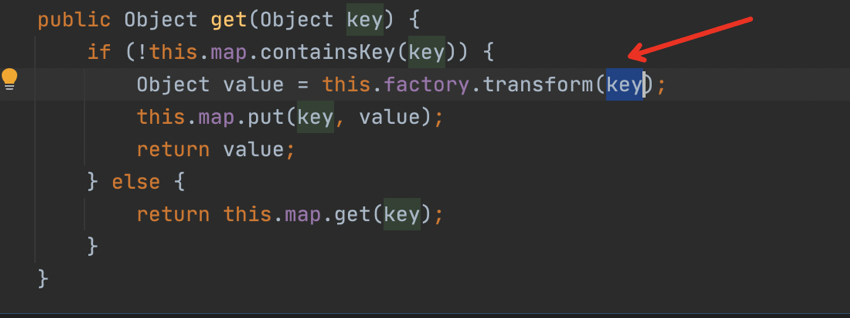 public Object get(Object key) {
if (!this.map.containsKey(key)) {
Object value = this.factory.transform(key);
this.map.put(key, value);
return value;
} else {
return this.map.get(key);
}
}